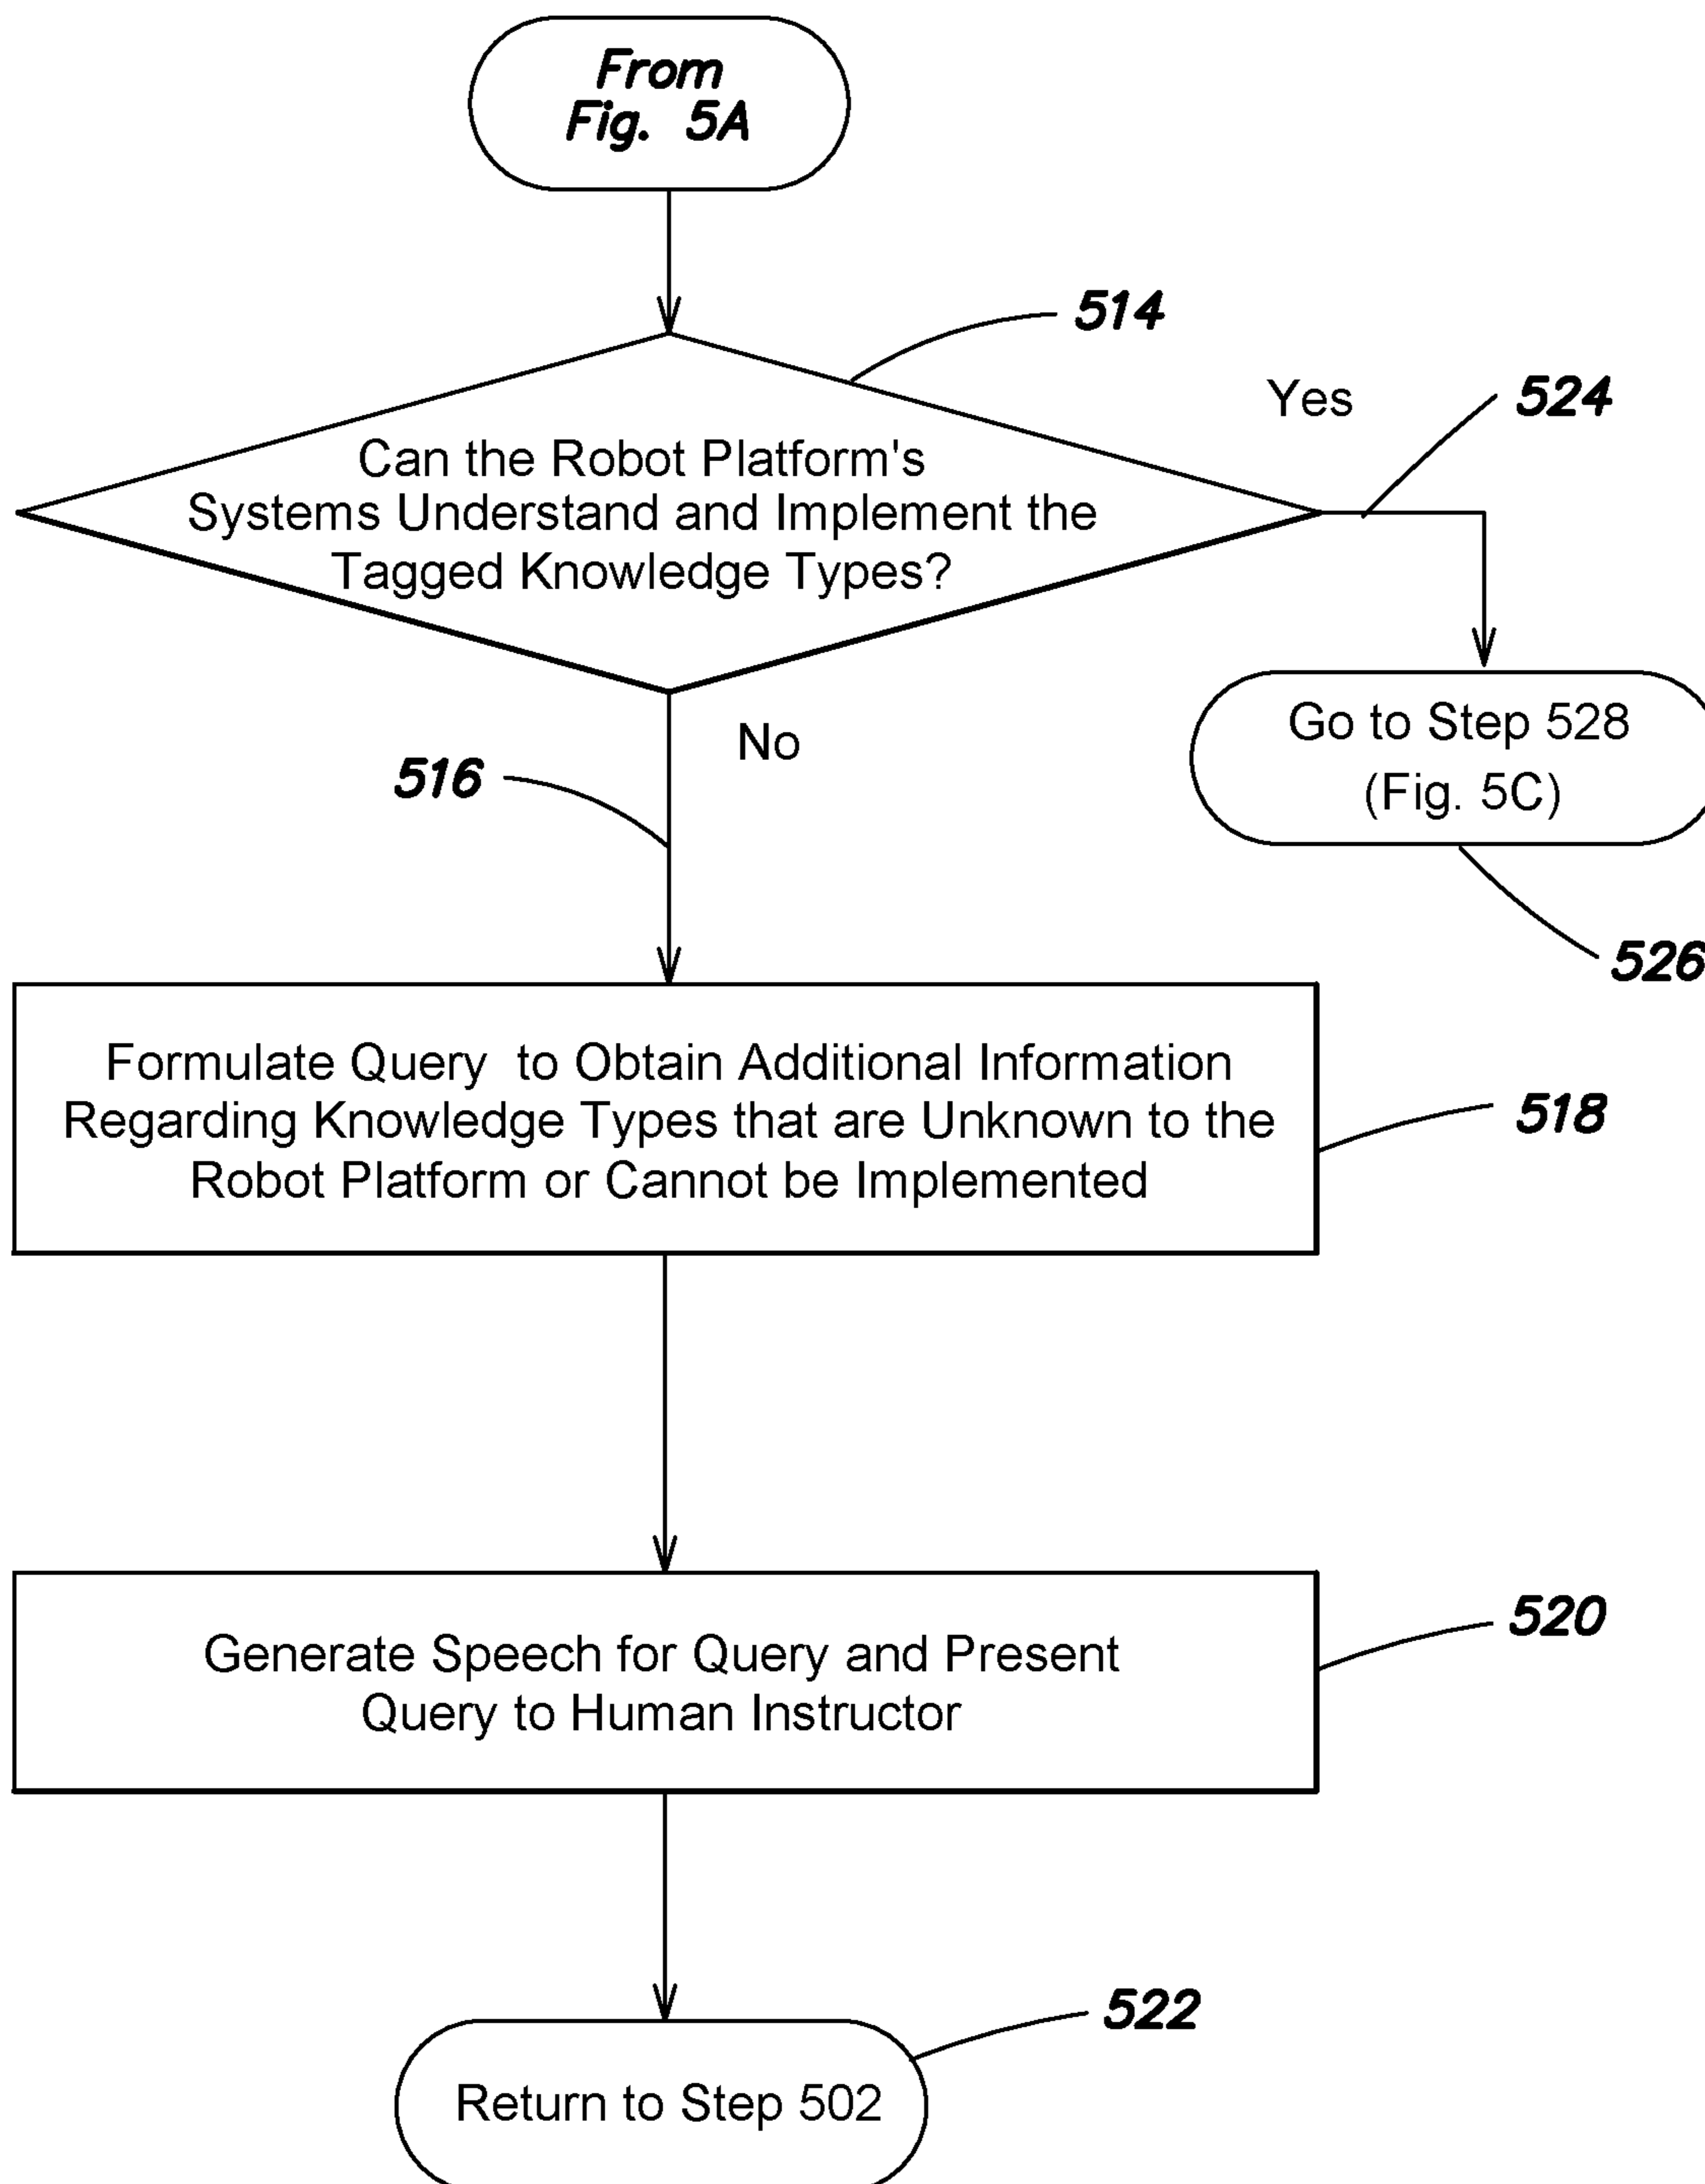 From
Fig. 5A
514
Yes
524
Can the Robot Platform's
Systems Understand and Implement the
Tagged Knowledge Types?
Go to Step 528
(Fig. 5C)
No
516
526
Formulate Query to Obtain Additional Information
Regarding Knowledge Types that are Unknown to the
Robot Platform or Cannot be Implemented
518
Generate Speech for Query and Present
Query to Human Instructor
520
522
Return to Step 502